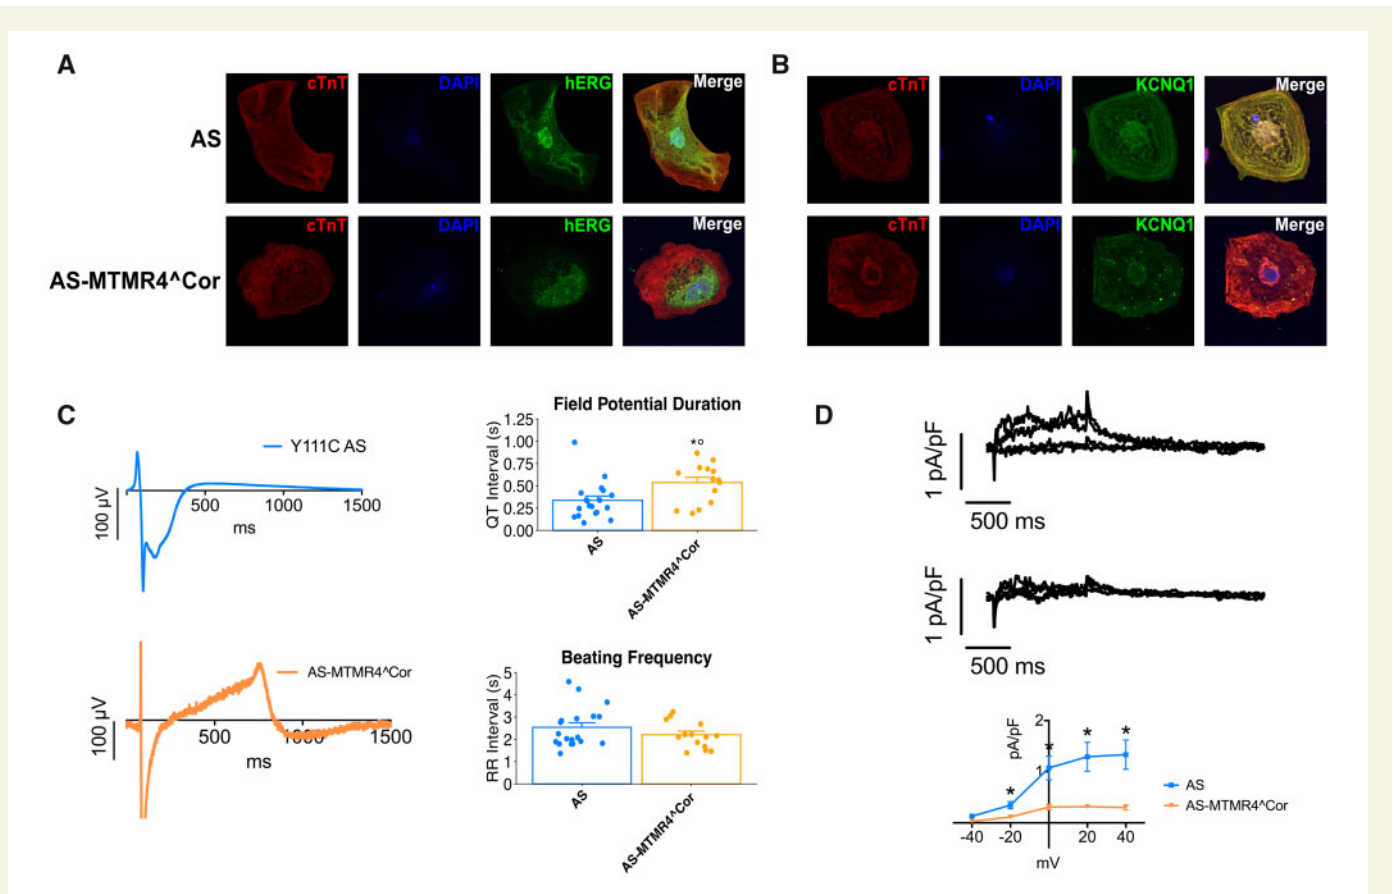 A
cTnT DAPI hERG Merge
AS
cTnT DAPI hERG Merge
AS-MTMR4^Cor
B
cTnT DAPI KCNQ1 Merge
cTnT DAPI KCNQ1 Merge
C
Y111C AS
100 µV
500 1000 1500
ms
AS-MTMR4^Cor
100 µV
500 1000 1500
ms
Field Potential Duration
QT Interval (s)
1.25
1.00
0.75
0.50
0.25
0.00
*°
AS
AS-MTMR4^Cor
Beating Frequency
RR Interval (s)
5
4
3
2
1
0
AS
AS-MTMR4^Cor
D
1 pA/pF
500 ms
1 pA/pF
500 ms
pA/pF
2
1
* * * *
-40 -20 0 20 40
mV
AS
AS-MTMR4^Cor